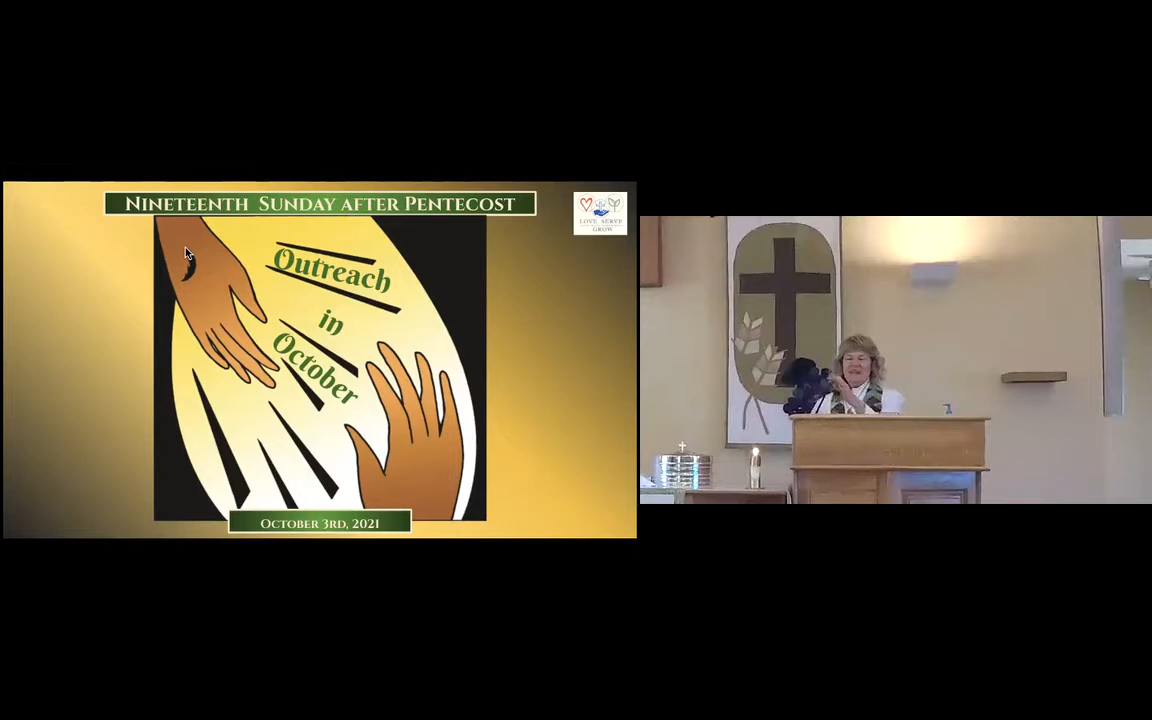 NINETEENTH SUNDAY AFTER PENTECOST
LOVE SERVE
GROW
Outreach
in
October
OCTOBER 3RD, 2021